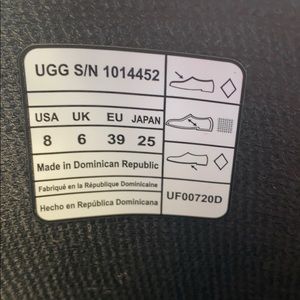 UGG S/N 1014452
USA UK EU JAPAN
8 6 39 25
Made in Dominican Republic
Fabriqué en la République Dominicaine
Hecho en República Dominicana
UF00720D